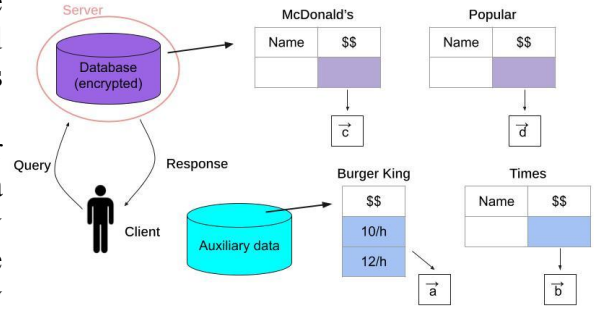 Server
McDonald's
Popular
Name $$
Name $$
Database
(encrypted)
c
d
Query
Response
Burger King
Times
$$
Name $$
Client
10/h
Auxiliary data
12/h
a
b